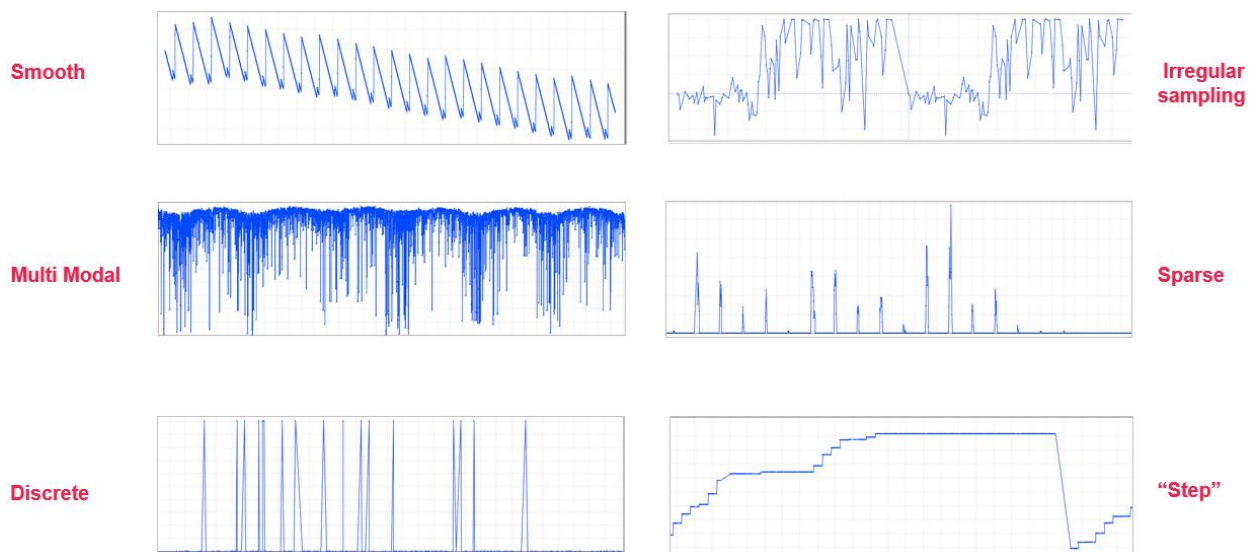 Smooth
Irregular
sampling
Multi Modal
Sparse
Discrete
“Step”